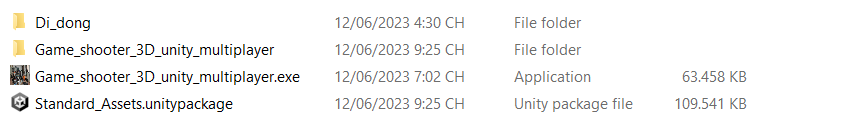 Di_dong 12/06/2023 4:30 CH File folder
Game_shooter_3D_unity_multiplayer 12/06/2023 9:25 CH File folder
Game_shooter_3D_unity_multiplayer.exe 12/06/2023 7:02 CH Application 63.458 KB
Standard_Assets.unitypackage 12/06/2023 9:25 CH Unity package file 109.541 KB